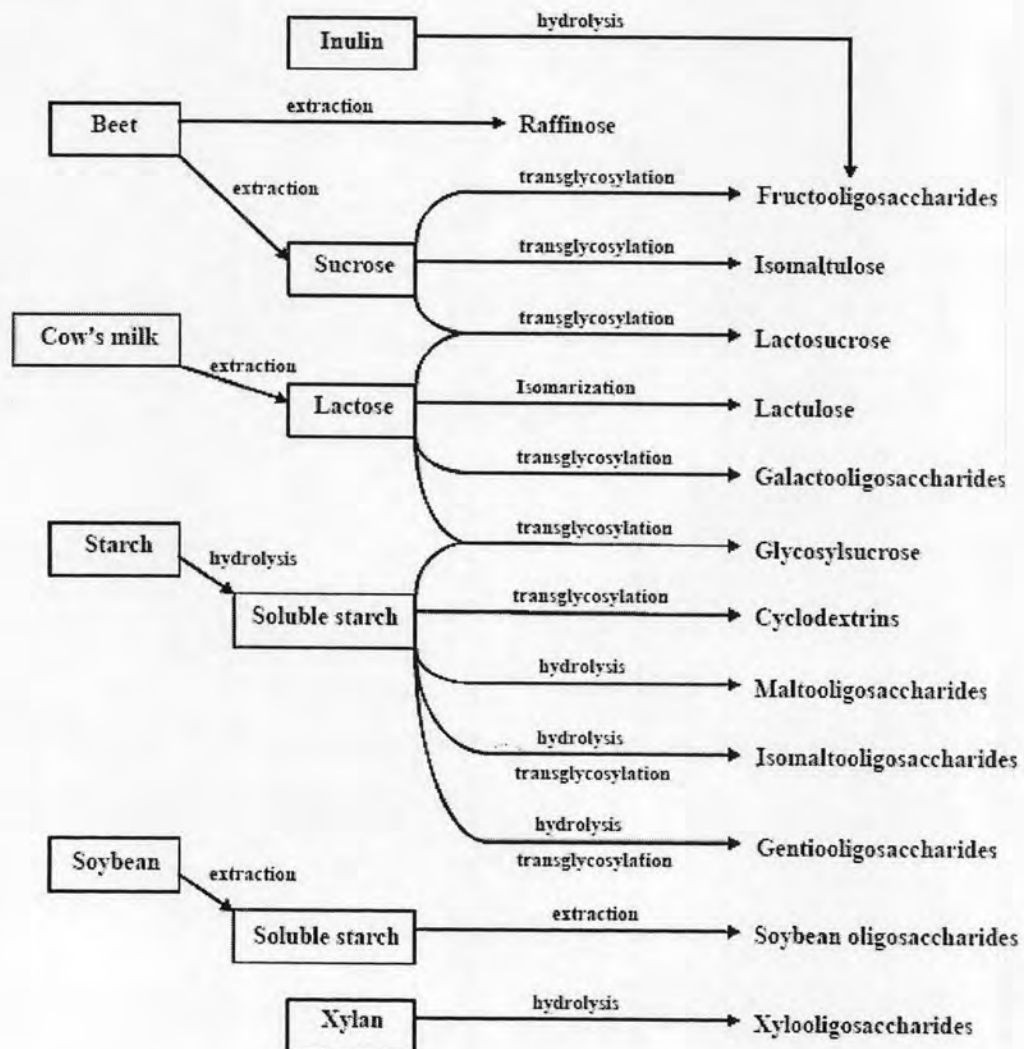 hydrolysis
Inulin
extraction
Beet
Raffinose
transglycosylation
extraction
Fructooligosaccharides
transglycosylation
Sucrose
Isomaltulose
Cow's milk
transglycosylation
Lactosucrose
extraction
Isomarization
Lactose
Lactulose
transglycosylation
Galactooligosaccharides
transglycosylation
Starch
Glycosylsucrose
hydrolysis
transglycosylation
Soluble starch
Cyclodextrins
hydrolysis
Maltooligosaccharides
hydrolysis
Isomaltooligosaccharides
transglycosylation
hydrolysis
Gentiooligosaccharides
transglycosylation
Soybean
extraction
extraction
Soluble starch
Soybean oligosaccharides
hydrolysis
Xylan
Xylooligosaccharides